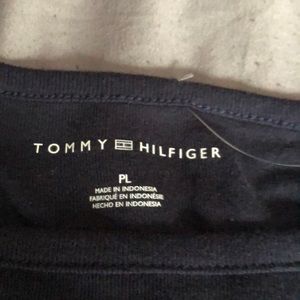 TOMMY HILFIGER
PL
MADE IN INDONESIA
FABRIQUÉ EN INDONÉSIE
HECHO EN INDONESIA